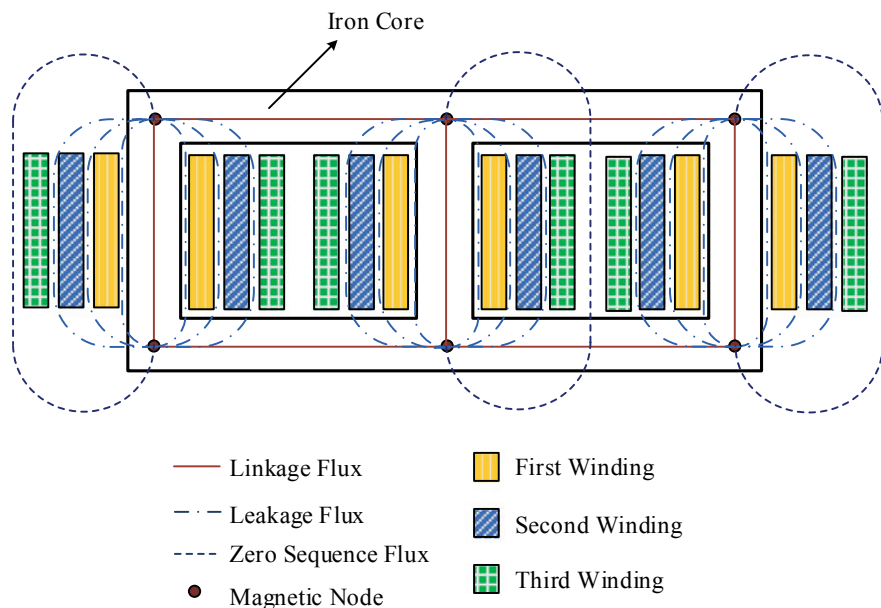 Iron Core
Linkage Flux
Leakage Flux
Zero Sequence Flux
Magnetic Node
First Winding
Second Winding
Third Winding